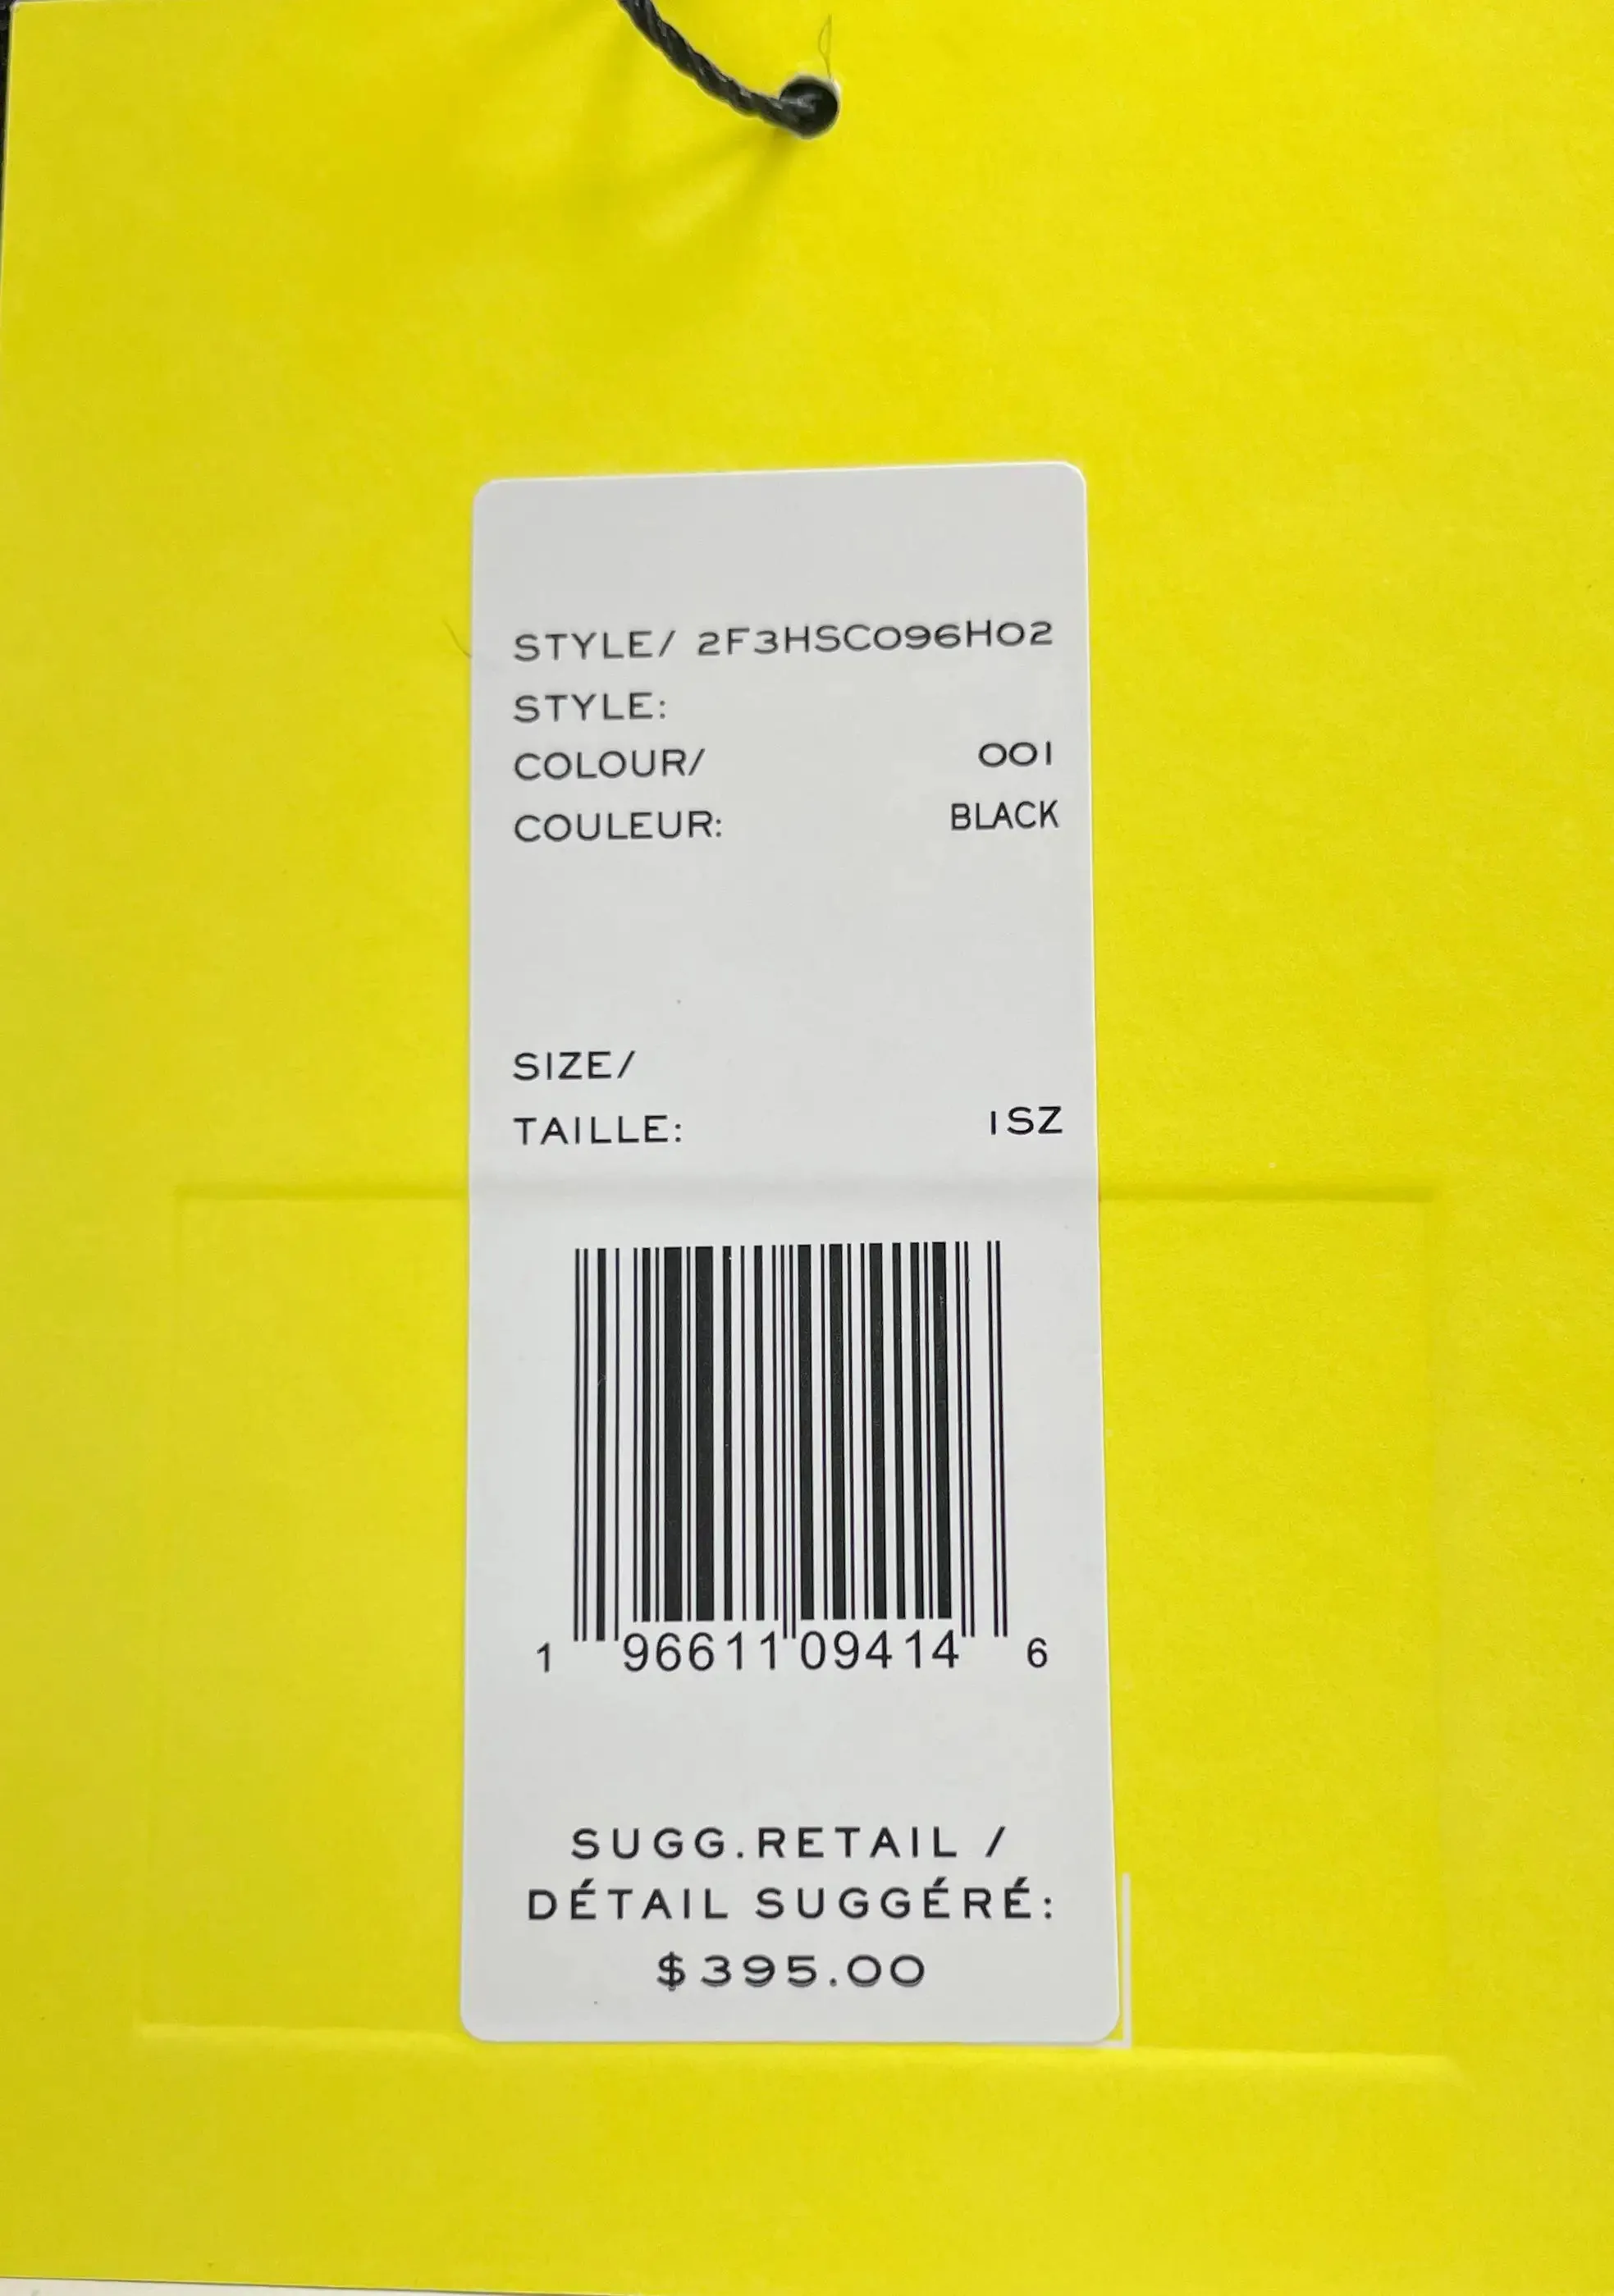 STYLE/ 2F3HSC096H02
STYLE:
COLOUR/ 001
COULEUR: BLACK
SIZE/
TAILLE: 1SZ
1 96611 09414 6
SUGG.RETAIL /
DÉTAIL SUGGÉRÉ:
$395.00